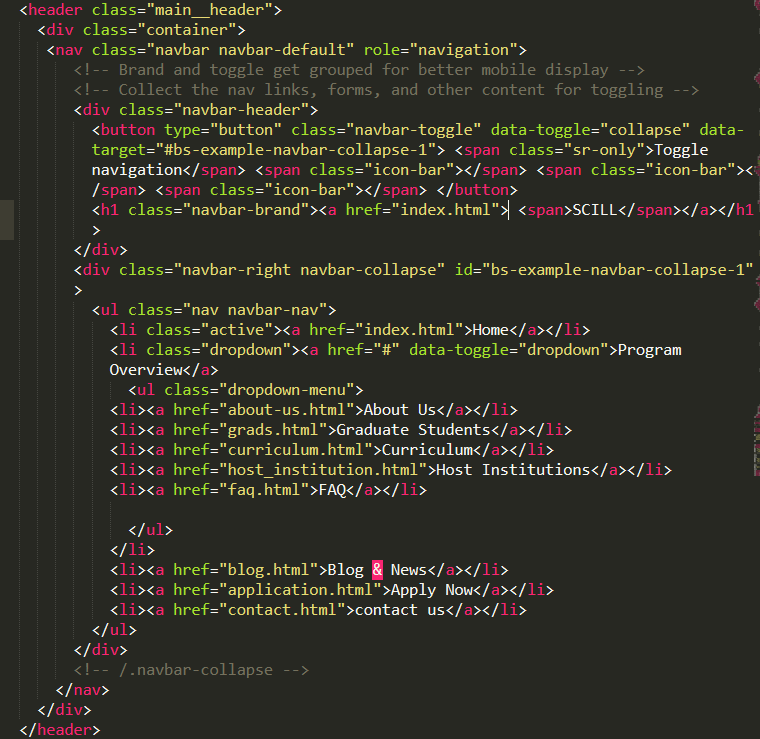 <header class="main__header">
<div class="container">
<nav class="navbar navbar-default" role="navigation">
<!-- Brand and toggle get grouped for better mobile display -->
<!-- Collect the nav links, forms, and other content for toggling -->
<div class="navbar-header">
<button type="button" class="navbar-toggle" data-toggle="collapse" data-
target="#bs-example-navbar-collapse-1"> <span class="sr-only">Toggle
navigation</span> <span class="icon-bar"></span> <span class="icon-bar"><
/span> <span class="icon-bar"></span> </button>
<h1 class="navbar-brand"><a href="index.html"> <span>SCILL</span></a></h1
>
</div>
<div class="navbar-right navbar-collapse" id="bs-example-navbar-collapse-1"
>
<ul class="nav navbar-nav">
<li class="active"><a href="index.html">Home</a></li>
<li class="dropdown"><a href="#" data-toggle="dropdown">Program
Overview</a>
<ul class="dropdown-menu">
<li><a href="about-us.html">About Us</a></li>
<li><a href="grads.html">Graduate Students</a></li>
<li><a href="curriculum.html">Curriculum</a></li>
<li><a href="host_institution.html">Host Institutions</a></li>
<li><a href="faq.html">FAQ</a></li>
</ul>
</li>
<li><a href="blog.html">Blog & News</a></li>
<li><a href="application.html">Apply Now</a></li>
<li><a href="contact.html">contact us</a></li>
</ul>
</div>
<!-- /.navbar-collapse -->
</nav>
</div>
</header>